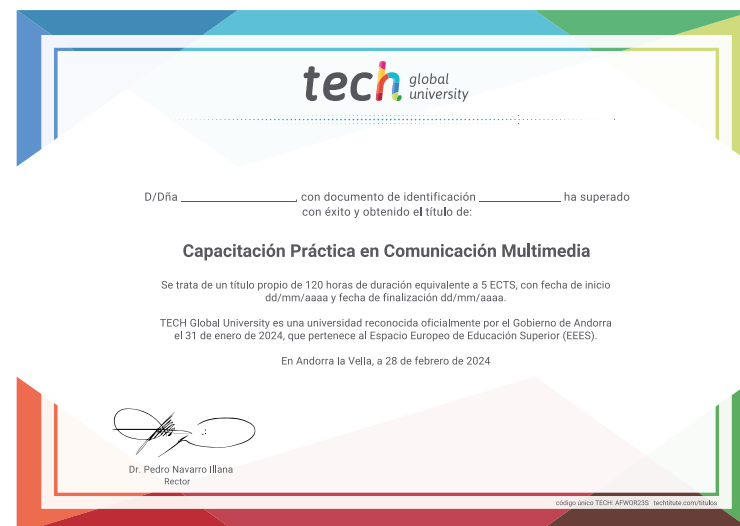 tech global university
D/Dña ______________________, con documento de identificación ________________ ha superado
con éxito y obtenido el título de:
Capacitación Práctica en Comunicación Multimedia
Se trata de un título propio de 120 horas de duración equivalente a 5 ECTS, con fecha de inicio
dd/mm/aaaa y fecha de finalización dd/mm/aaaa.
TECH Global University es una universidad reconocida oficialmente por el Gobierno de Andorra
el 31 de enero de 2024, que pertenece al Espacio Europeo de Educación Superior (EEES).
En Andorra la Vella, a 28 de febrero de 2024
Dr. Pedro Navarro Illana
Rector
código único TECH: AFWOR23S techtitute.com/titulos